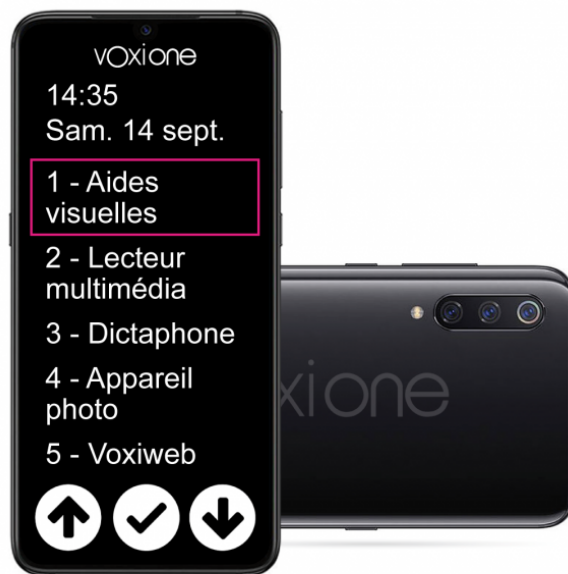 voxione
14:35
Sam. 14 sept.
1 - Aides
visuelles
2 - Lecteur
multimédia
3 - Dictaphone
4 - Appareil
photo
5 - Voxiweb
xione